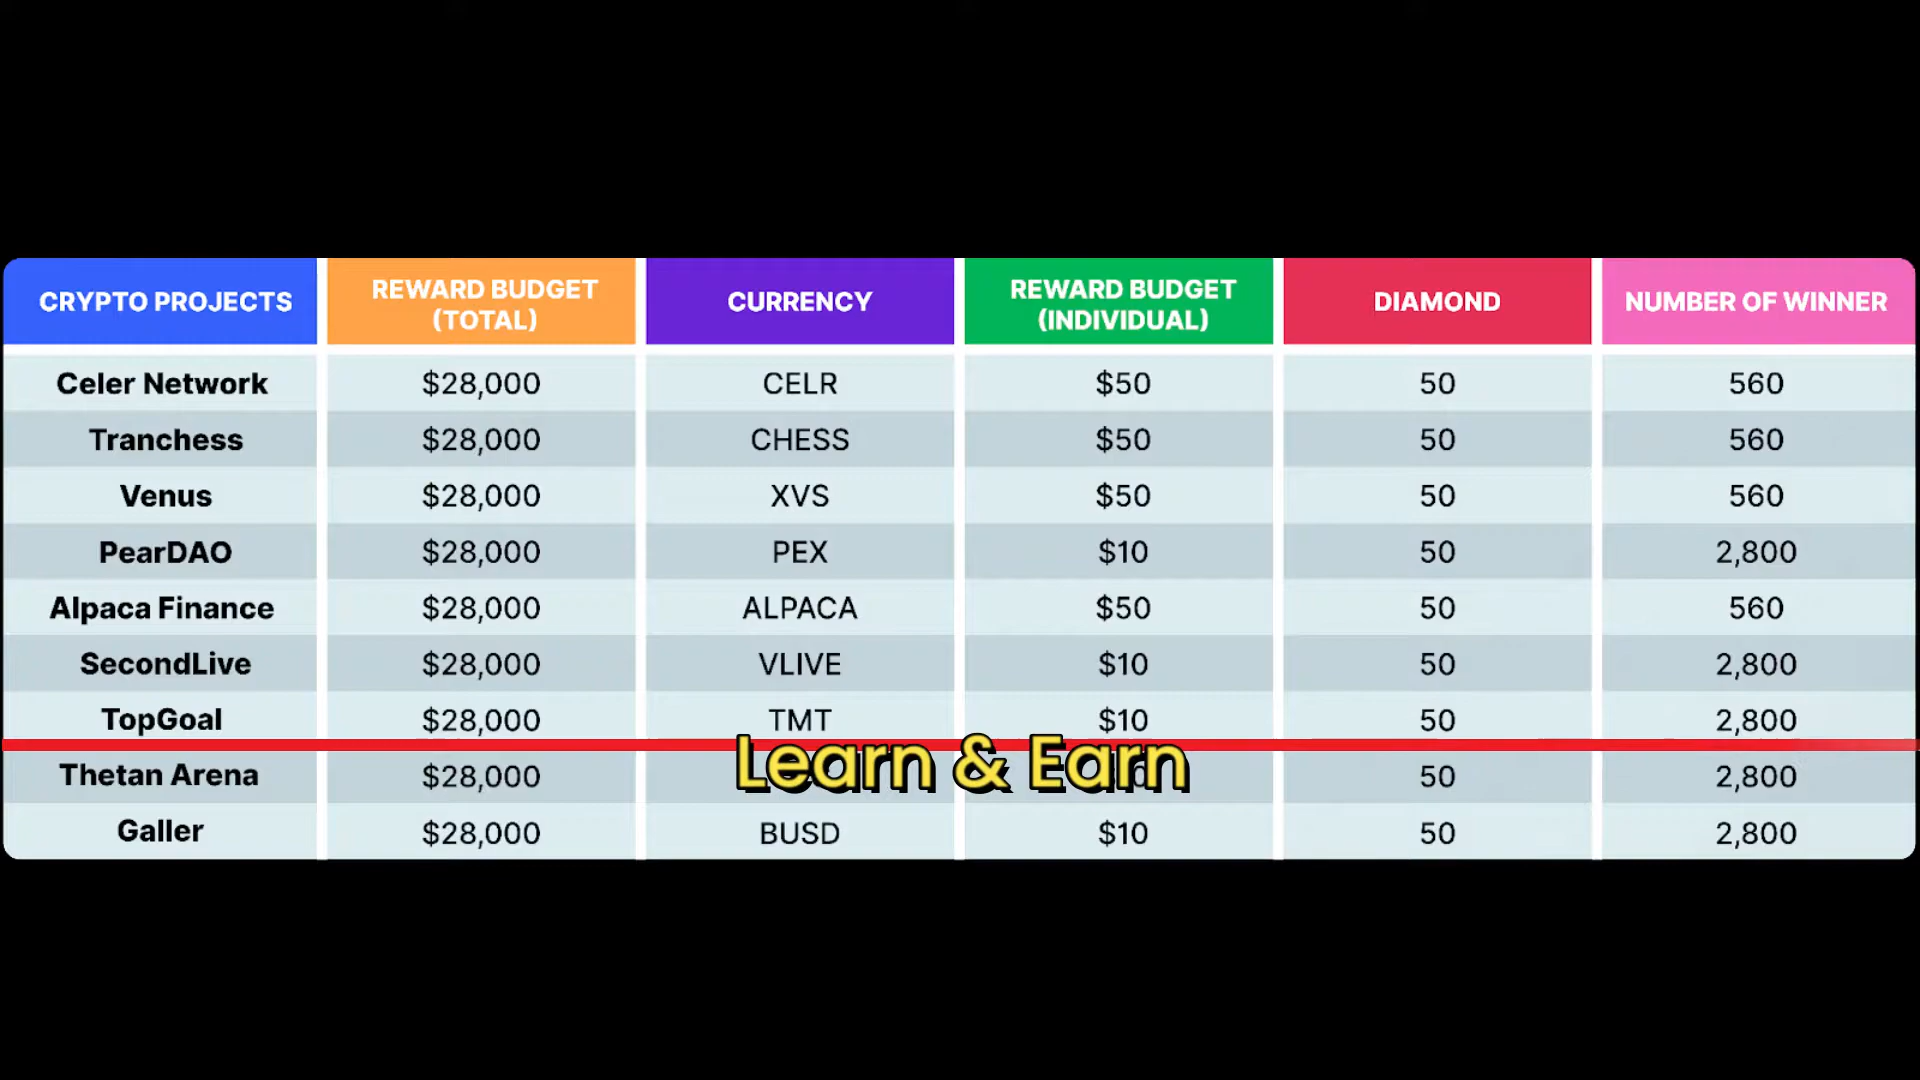 CRYPTO PROJECTS REWARD BUDGET (TOTAL) CURRENCY REWARD BUDGET (INDIVIDUAL) DIAMOND NUMBER OF WINNER
Celer Network $28,000 CELR $50 50 560
Tranchess $28,000 CHESS $50 50 560
Venus $28,000 XVS $50 50 560
PearDAO $28,000 PEX $10 50 2,800
Alpaca Finance $28,000 ALPACA $50 50 560
SecondLive $28,000 VLIVE $10 50 2,800
TopGoal $28,000 TMT $10 50 2,800
Thetan Arena $28,000 50 2,800
Learn & Earn
Galler $28,000 BUSD $10 50 2,800